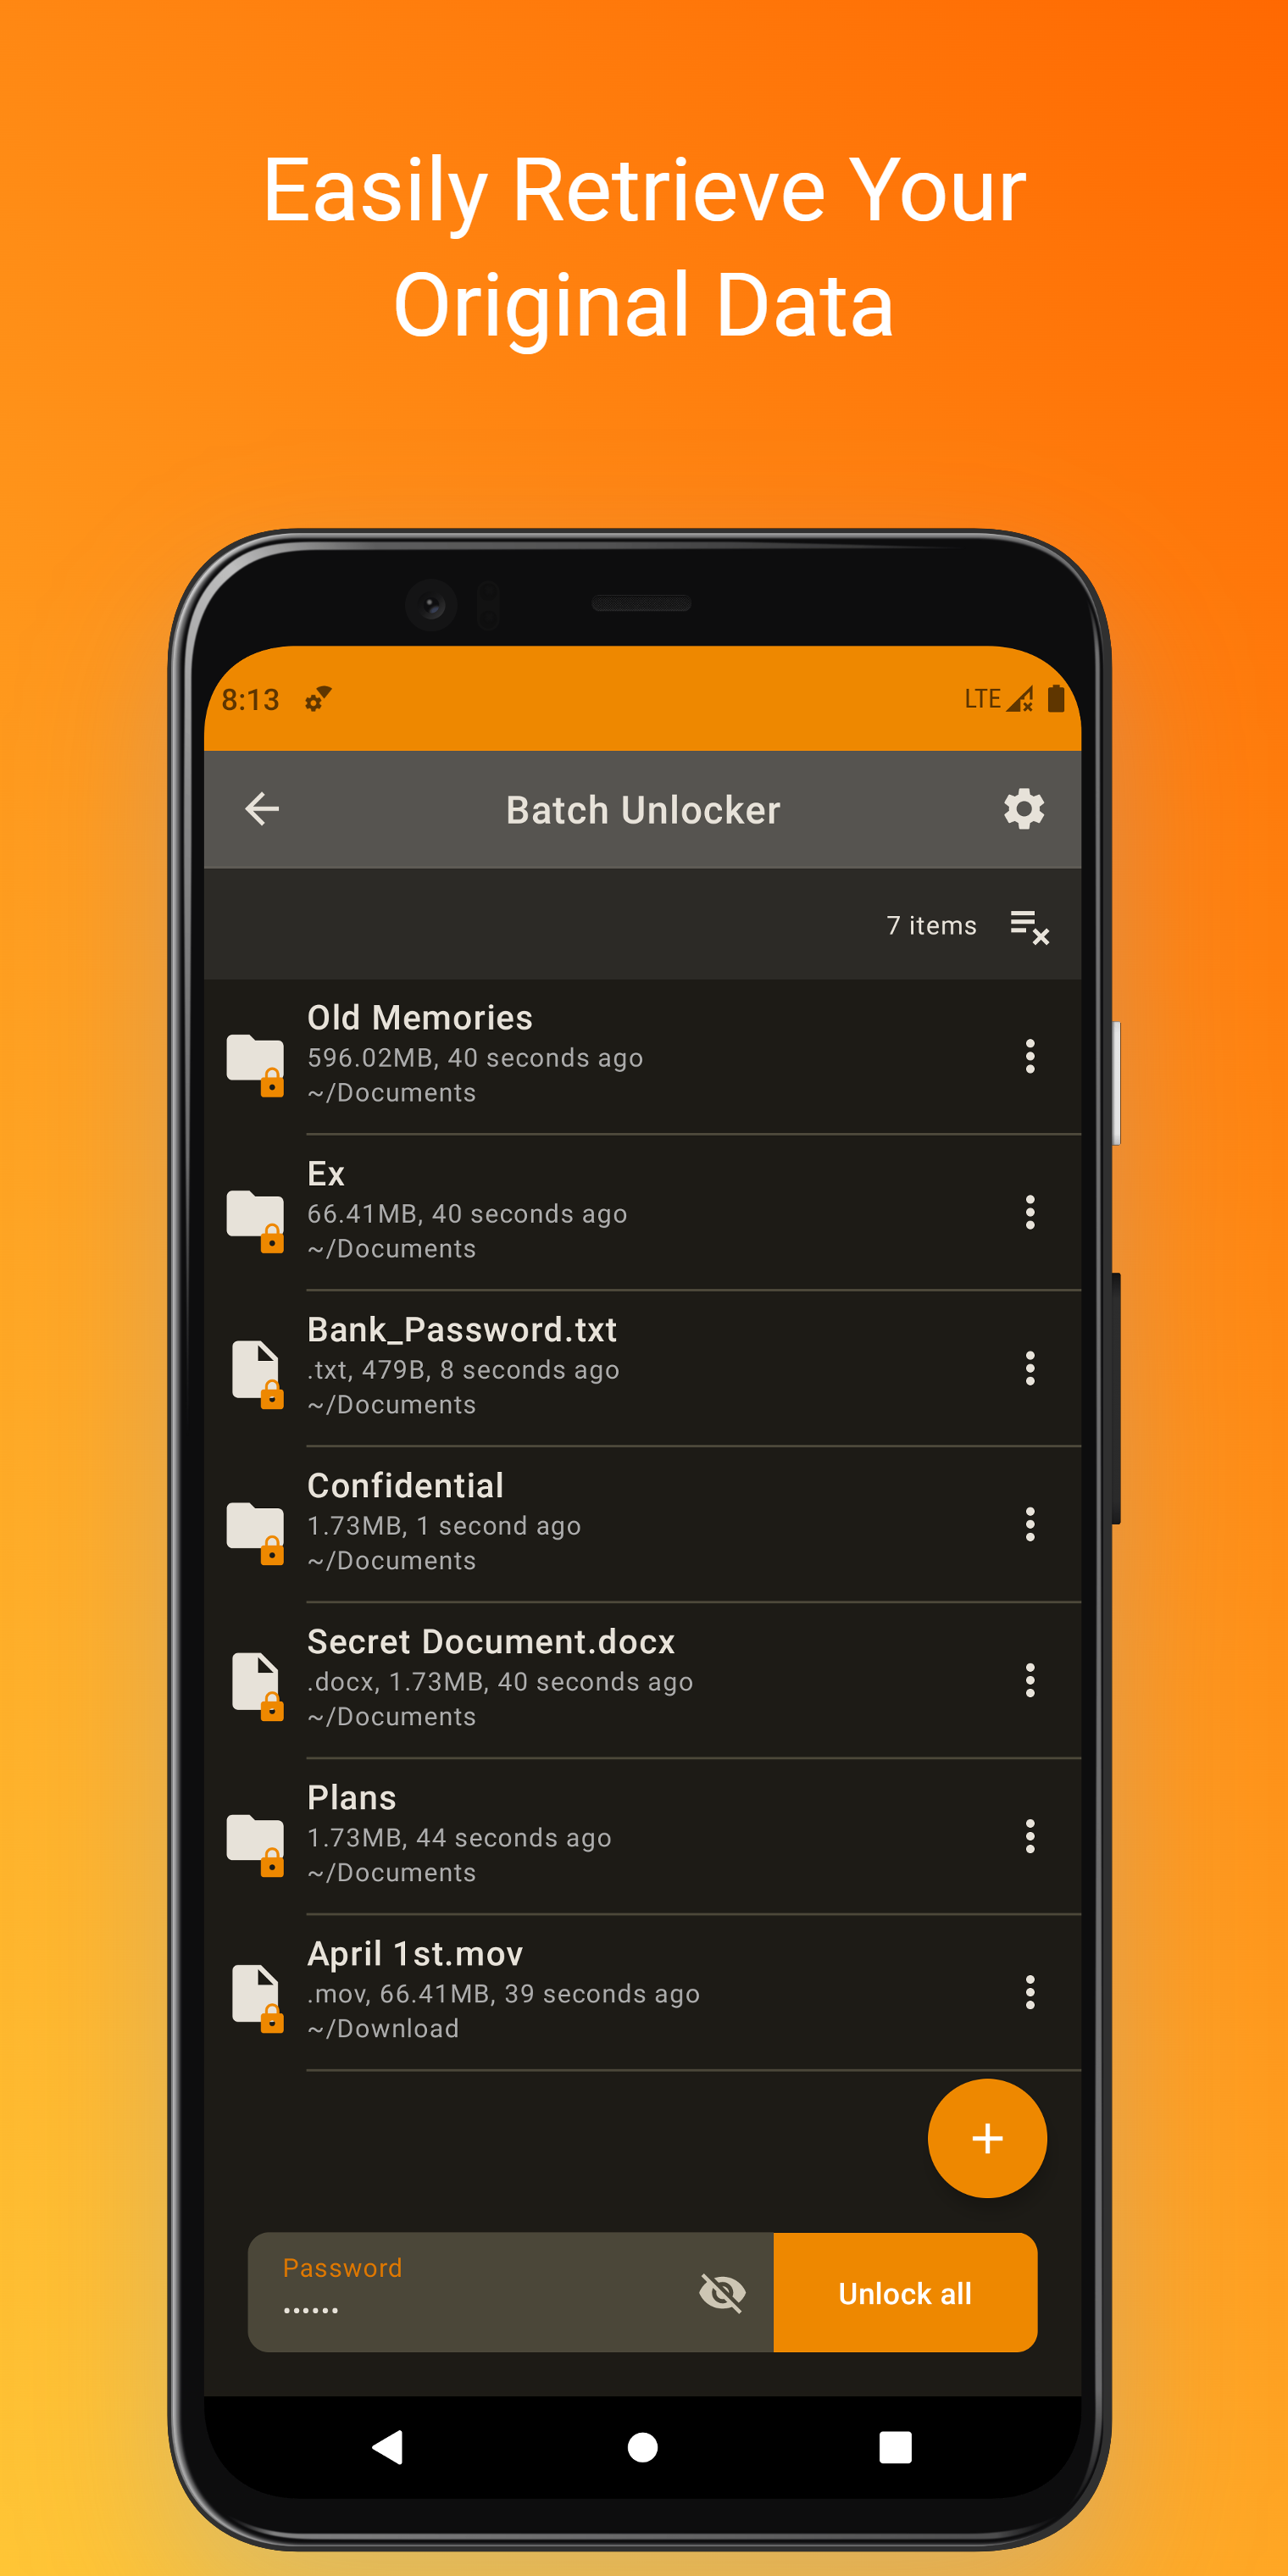 Easily Retrieve Your
Original Data
8:13
LTE
Batch Unlocker
7 items
Old Memories
596.02MB, 40 seconds ago
~/Documents
Ex
66.41MB, 40 seconds ago
~/Documents
Bank_Password.txt
.txt, 479B, 8 seconds ago
~/Documents
Confidential
1.73MB, 1 second ago
~/Documents
Secret Document.docx
.docx, 1.73MB, 40 seconds ago
~/Documents
Plans
1.73MB, 44 seconds ago
~/Documents
April 1st.mov
.mov, 66.41MB, 39 seconds ago
~/Download
Password
••••••
Unlock all